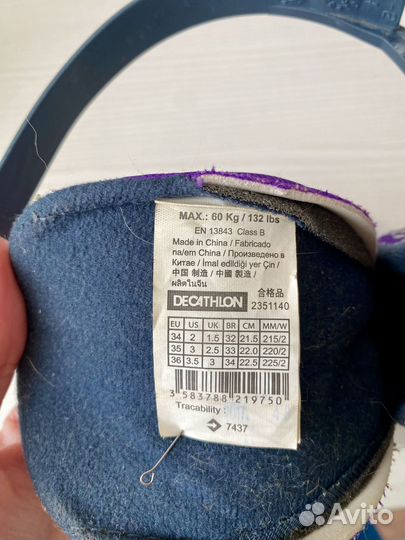 MAX.: 60 Kg / 132 lbs
EN 13843 Class B
Made in China / Fabricado
na/em China / Произведено в
Китае / İmal edildiği yer Çin /
中国 制造 / 中國 製造 /
ผลิตในจีน
DECATHLON 合格品
2351140
EU US UK BR CM MM/W
34 2 1.5 32 21.5 215/2
35 3 2.5 33 22.0 220/2
36 3.5 3 34 22.5 225/2
3 583788 219750
Tracability :
7437
Avito